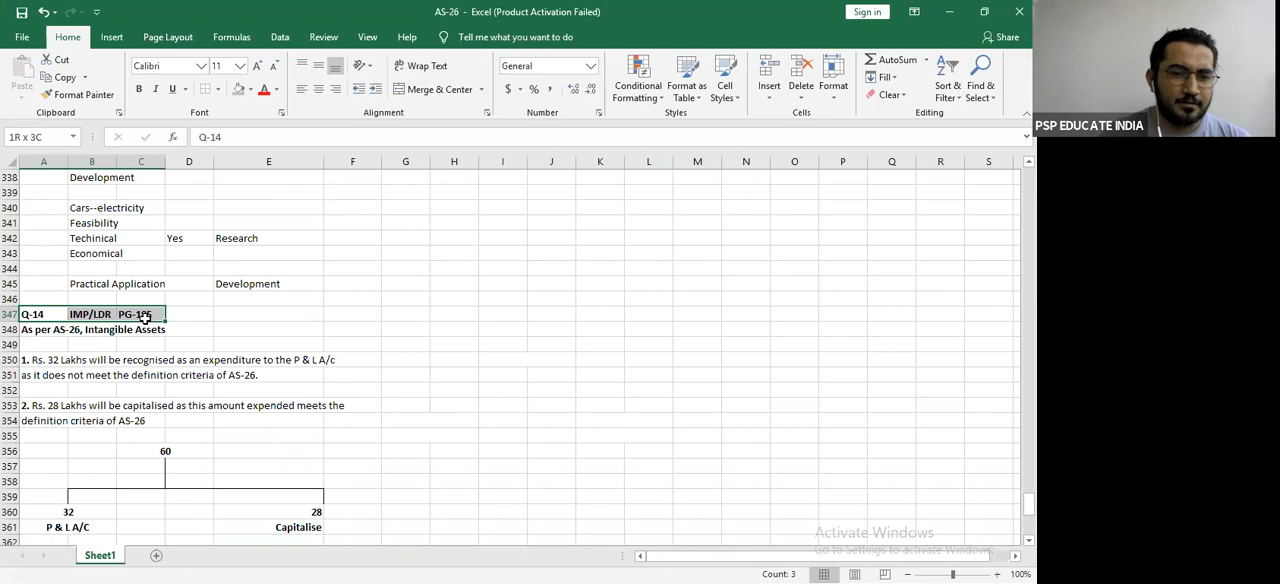 AS-26 - Excel (Product Activation Failed)
Sign in
File Home Insert Page Layout Formulas Data Review View Help Tell me what you want to do
Share
Cut
Copy
Format Painter
Paste
Calibri 11
Wrap Text
Merge & Center
General
Conditional Formatting
Format as Table
Cell Styles
Insert Delete Format
AutoSum
Fill
Clear
Sort & Filter
Find & Select
Clipboard Font Alignment Number Styles Cells Editing
PSP EDUCATE INDIA
1R x 3C
Q-14
A B C D E F G H I J K L M N O P Q R S
338 Development
339
340 Cars--electricity
341 Feasibility
342 Techinical Yes Research
343 Economical
344
345 Practical Application Development
346
347 Q-14 IMP/LDR
348 As per AS-26, Intangible Assets
349
350 1. Rs. 32 Lakhs will be recognised as an expenditure to the P & L A/c
351 as it does not meet the definition criteria of AS-26.
352
353 2. Rs. 28 Lakhs will be capitalised as this amount expended meets the
354 definition criteria of AS-26
355
356 60
357
358
359
360 32 28
361 P & L A/C Capitalise
362
Activate Windows
Go to Settings to activate Windows.
Sheet1
Count: 3
100%